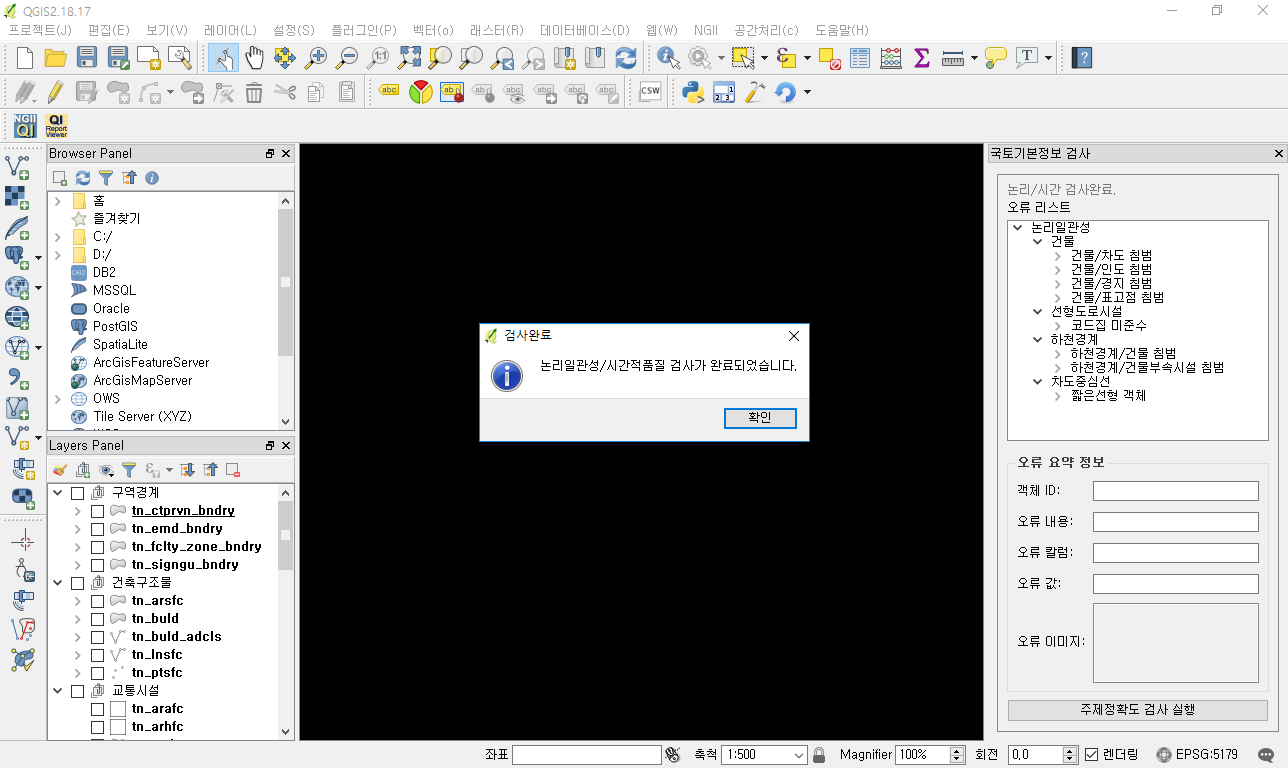 QGIS2.18.17
프로젝트(J) 편집(E) 보기(V) 레이어(L) 설정(S) 플러그인(P) 벡터(o) 래스터(R) 데이터베이스(D) 웹(W) NGII 공간처리(c) 도움말(H)
1:1
T
abc abc abc abc abc abc abc abc CSW
NGII QI
QI Report Viewer
Browser Panel
홈
즐겨찾기
C:/
D:/
DB2
MSSQL
Oracle
PostGIS
SpatiaLite
ArcGisFeatureServer
ArcGisMapServer
OWS
Tile Server (XYZ)
Layers Panel
구역경계
tn_ctprvn_bndry
tn_emd_bndry
tn_fclty_zone_bndry
tn_signgu_bndry
건축구조물
tn_arsfc
tn_buld
tn_buld_adcls
tn_lnsfc
tn_ptsfc
교통시설
tn_arafc
tn_arhfc
검사완료
논리일관성/시간적품질 검사가 완료되었습니다.
확인
국토기본정보 검사
논리/시간 검사완료.
오류 리스트
논리일관성
건물
건물/차도 침범
건물/인도 침범
건물/경지 침범
건물/표고점 침범
선형도로시설
코드집 미준수
하천경계
하천경계/건물 침범
하천경계/건물부속시설 침범
차도중심선
짧은선형 객체
오류 요약 정보
객체 ID:
오류 내용:
오류 칼럼:
오류 값:
오류 이미지:
주제정확도 검사 실행
좌표 축척 1:500 Magnifier 100% 회전 0.0 렌더링 EPSG:5179